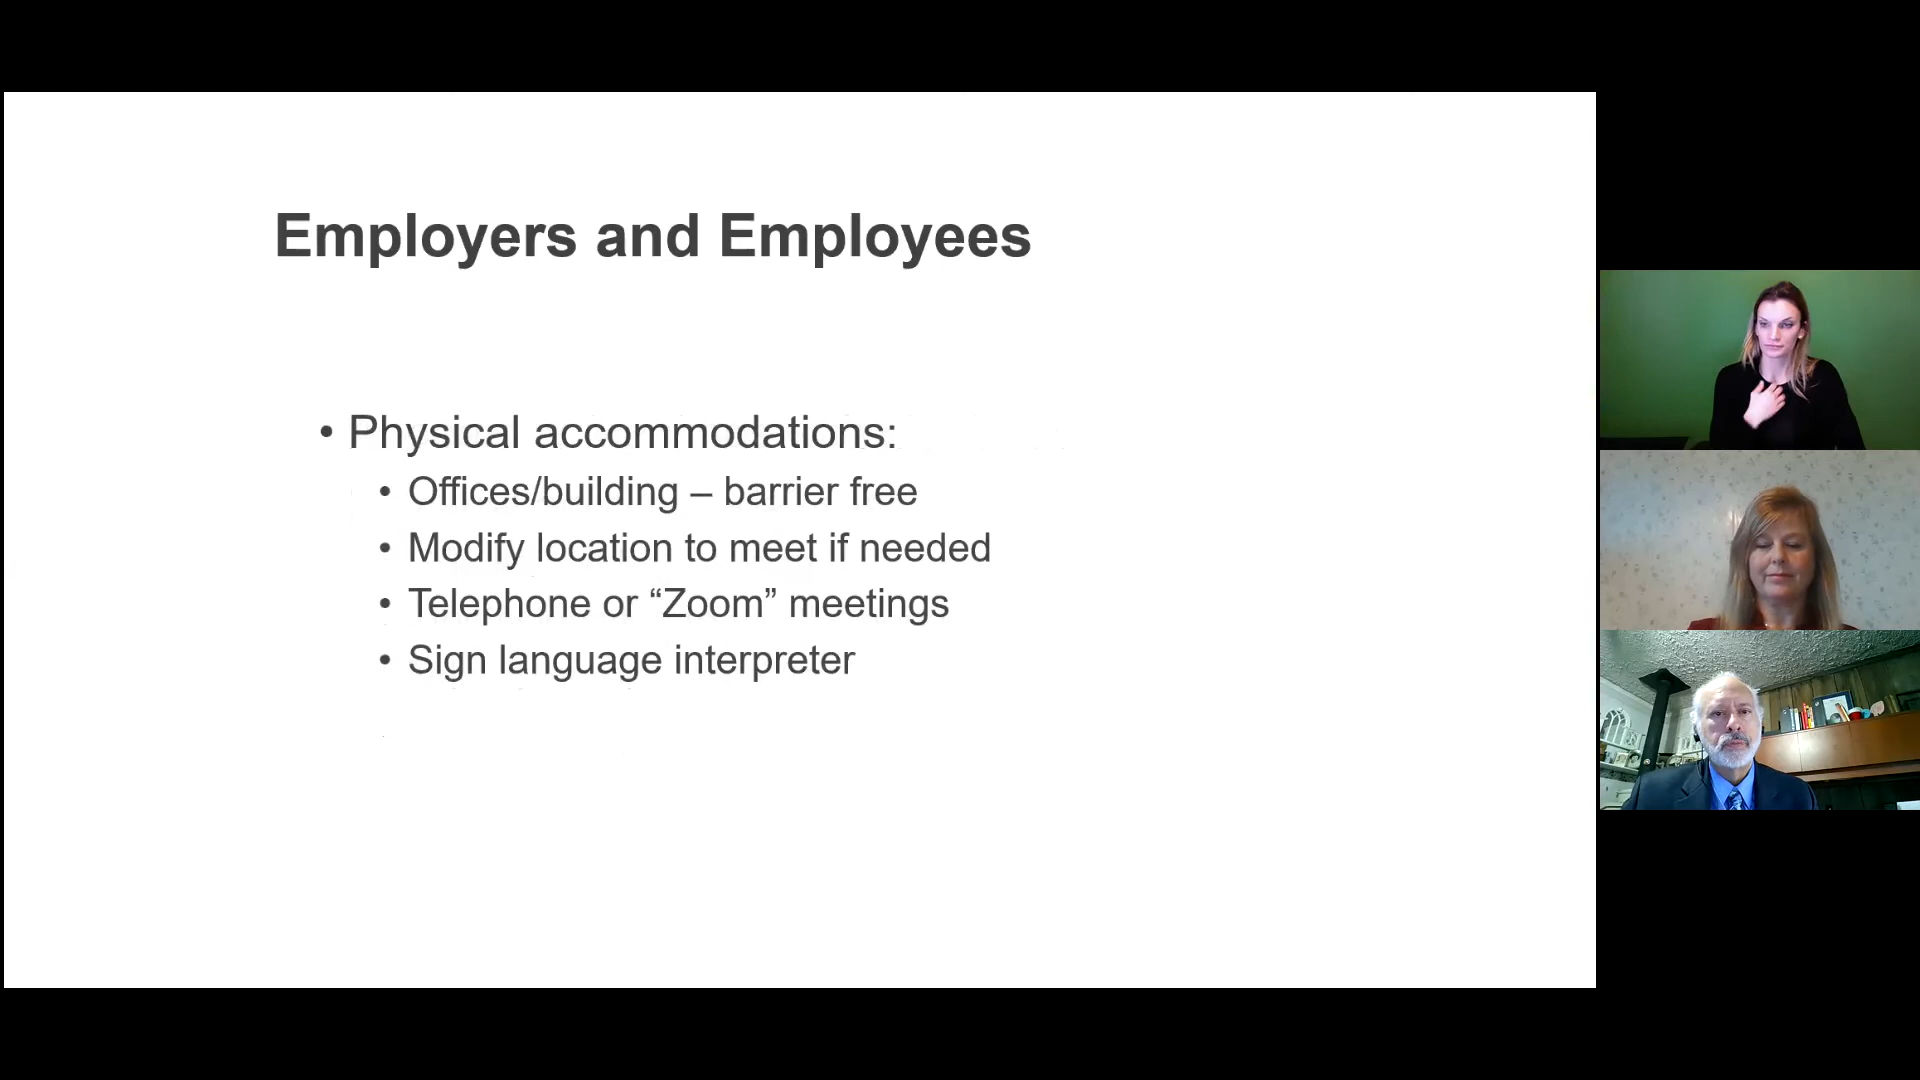 Employers and Employees
• Physical accommodations:
• Offices/building – barrier free
• Modify location to meet if needed
• Telephone or “Zoom” meetings
• Sign language interpreter